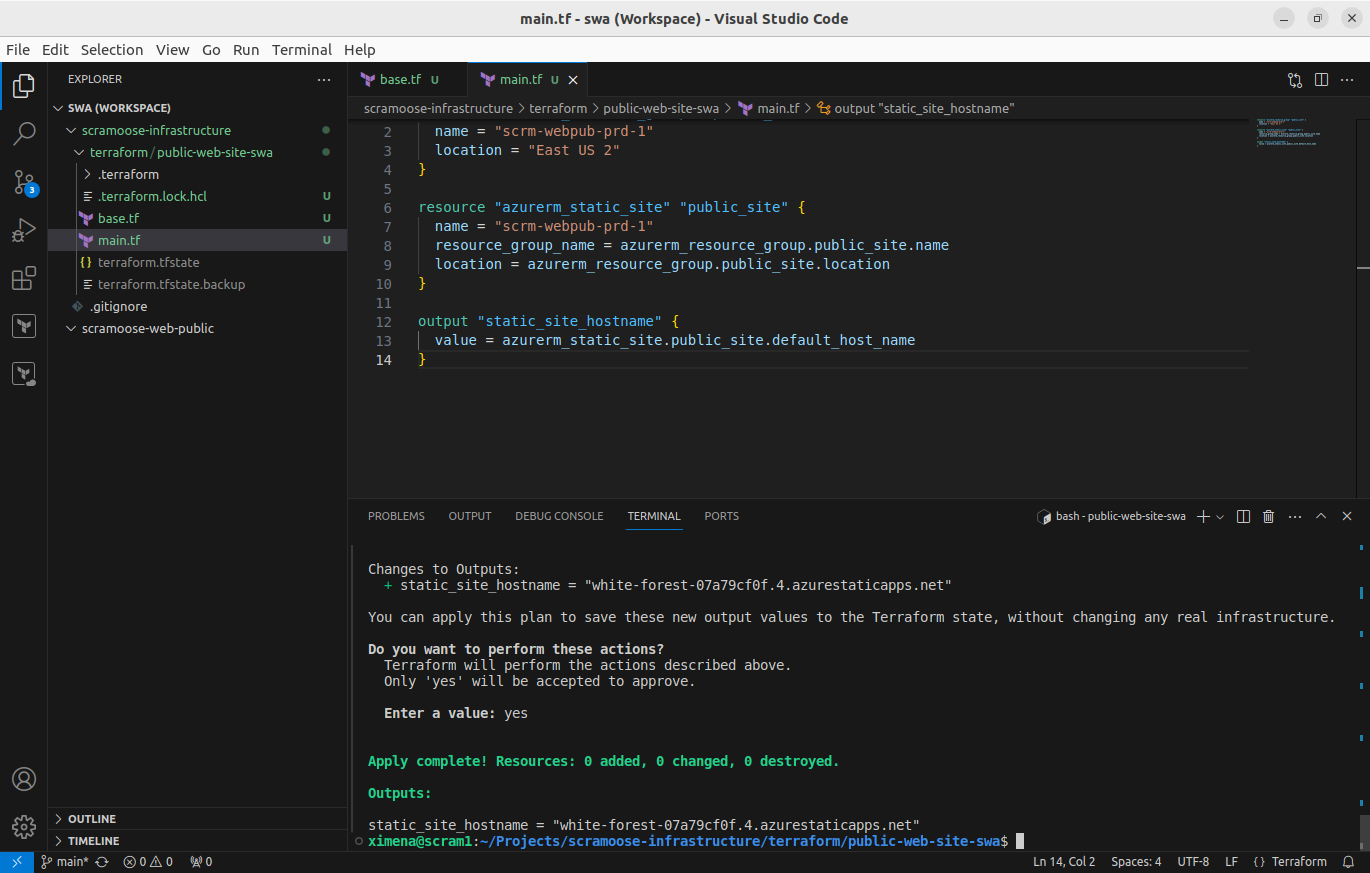 main.tf - swa (Workspace) - Visual Studio Code
File Edit Selection View Go Run Terminal Help
EXPLORER
SWA (WORKSPACE)
scramoose-infrastructure
terraform / public-web-site-swa
.terraform
.terraform.lock.hcl U
base.tf U
main.tf U
{} terraform.tfstate
terraform.tfstate.backup
.gitignore
scramoose-web-public
3
OUTLINE
TIMELINE
base.tf U main.tf U
scramoose-infrastructure > terraform > public-web-site-swa > main.tf > output "static_site_hostname"
2 name = "scrm-webpub-prd-1"
3 location = "East US 2"
4 }
5
6 resource "azurerm_static_site" "public_site" {
7 name = "scrm-webpub-prd-1"
8 resource_group_name = azurerm_resource_group.public_site.name
9 location = azurerm_resource_group.public_site.location
10 }
11
12 output "static_site_hostname" {
13 value = azurerm_static_site.public_site.default_host_name
14 }
PROBLEMS OUTPUT DEBUG CONSOLE TERMINAL PORTS
bash - public-web-site-swa
Changes to Outputs:
+ static_site_hostname = "white-forest-07a79cf0f.4.azurestaticapps.net"
You can apply this plan to save these new output values to the Terraform state, without changing any real infrastructure.
Do you want to perform these actions?
Terraform will perform the actions described above.
Only 'yes' will be accepted to approve.
Enter a value: yes
Apply complete! Resources: 0 added, 0 changed, 0 destroyed.
Outputs:
static_site_hostname = "white-forest-07a79cf0f.4.azurestaticapps.net"
ximena@scram1:~/Projects/scramoose-infrastructure/terraform/public-web-site-swa$
main* 0 0 0 Ln 14, Col 2 Spaces: 4 UTF-8 LF {} Terraform